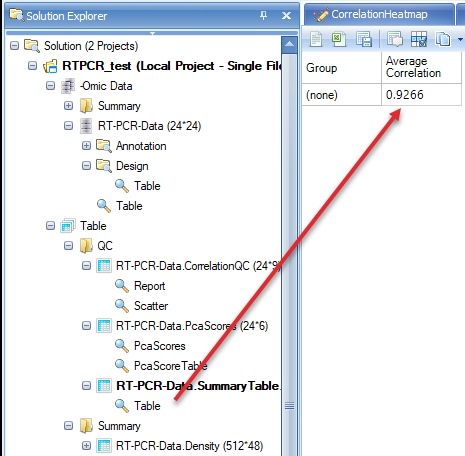 Solution Explorer
Solution (2 Projects)
RTPCR_test (Local Project - Single File
-Omic Data
Summary
RT-PCR-Data (24*24)
Annotation
Design
Table
Table
Table
QC
RT-PCR-Data.CorrelationQC (24*9)
Report
Scatter
RT-PCR-Data.PcaScores (24*6)
PcaScores
PcaScoreTable
RT-PCR-Data.SummaryTable.
Table
Summary
RT-PCR-Data.Density (512*48)
CorrelationHeatmap
Group Average
Correlation
(none) 0.9266